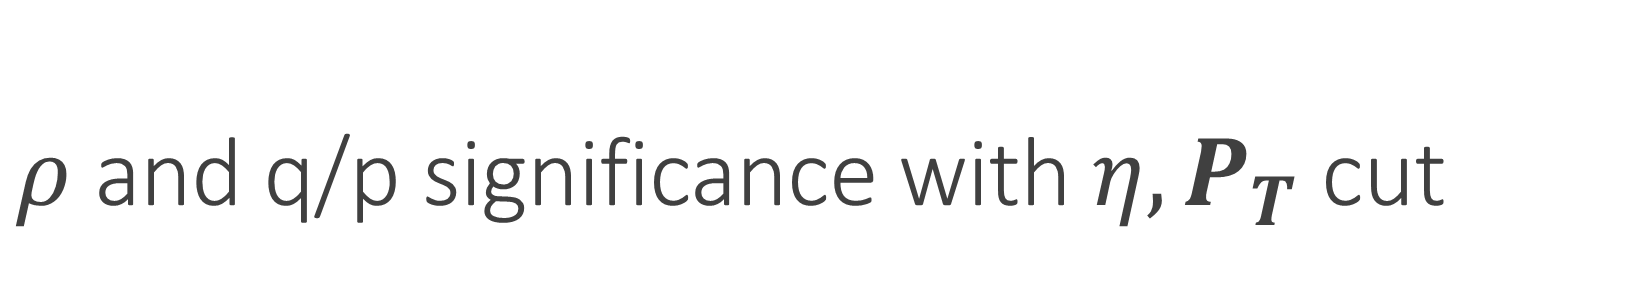 ρ and q/p significance with η, P_T cut